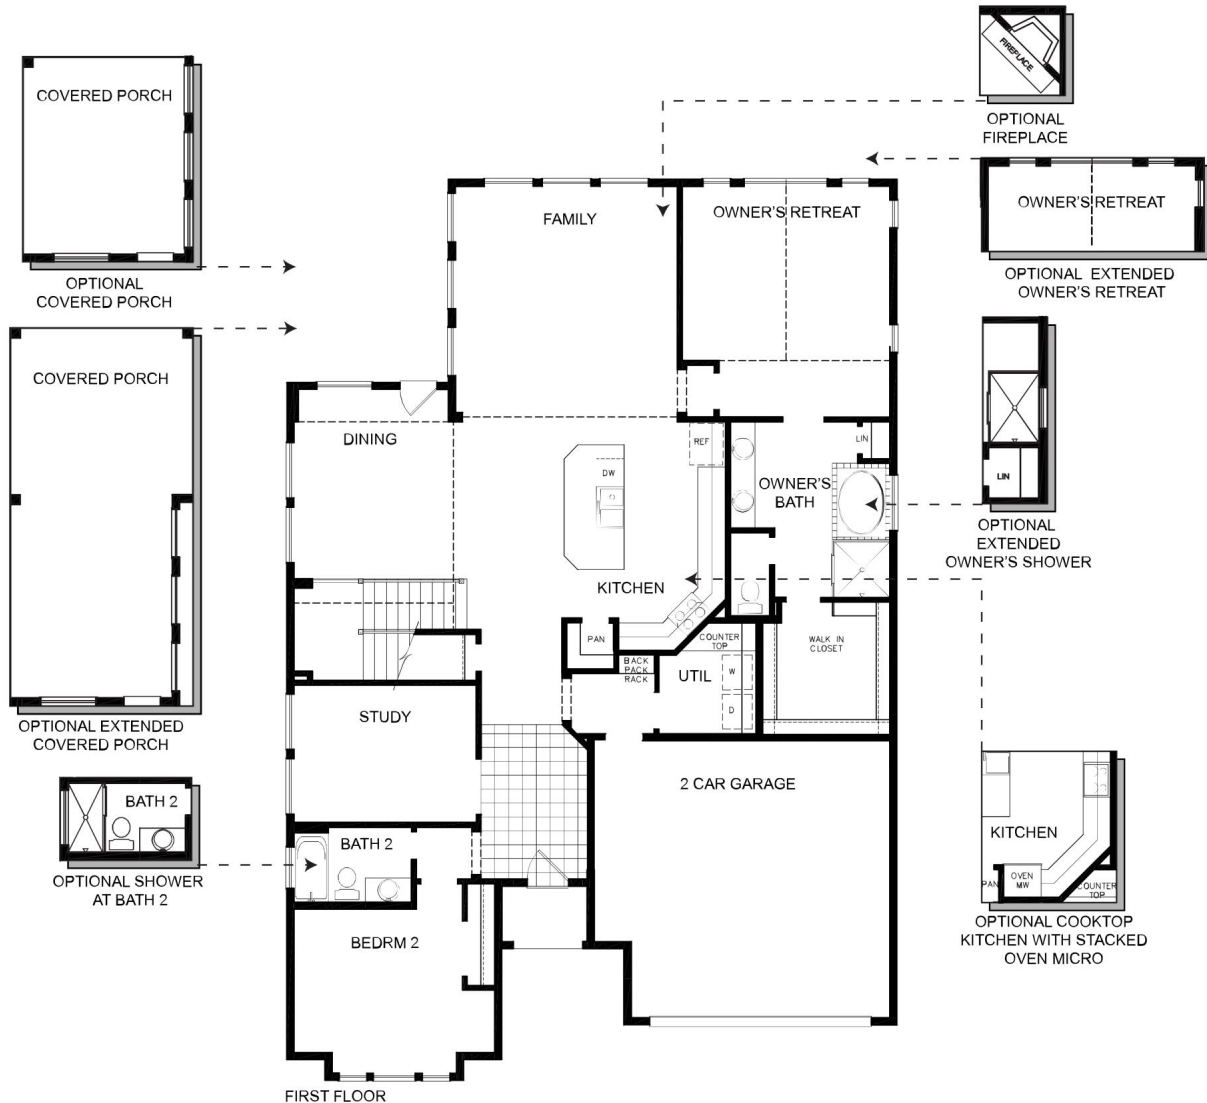 FIREPLACE
OPTIONAL
FIREPLACE
COVERED PORCH
OPTIONAL
COVERED PORCH
OWNER'S RETREAT
OPTIONAL EXTENDED
OWNER'S RETREAT
FAMILY
OWNER'S RETREAT
COVERED PORCH
OPTIONAL EXTENDED
COVERED PORCH
DINING
REF
LIN
DW
OWNER'S
BATH
LIN
OPTIONAL
EXTENDED
OWNER'S SHOWER
KITCHEN
PAN
COUNTER
TOP
WALK IN
CLOSET
BACK
PACK
RACK
UTIL
W
D
STUDY
2 CAR GARAGE
BATH 2
OPTIONAL SHOWER
AT BATH 2
BATH 2
BEDRM 2
KITCHEN
OVEN
MW
PAN
COUNTER
TOP
OPTIONAL COOKTOP
KITCHEN WITH STACKED
OVEN MICRO
FIRST FLOOR